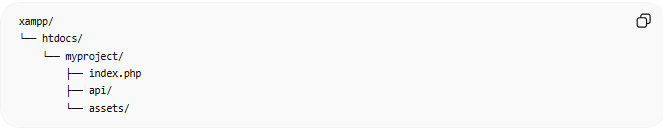 xampp/
└── htdocs/
    └── myproject/
        ├── index.php
        ├── api/
        └── assets/